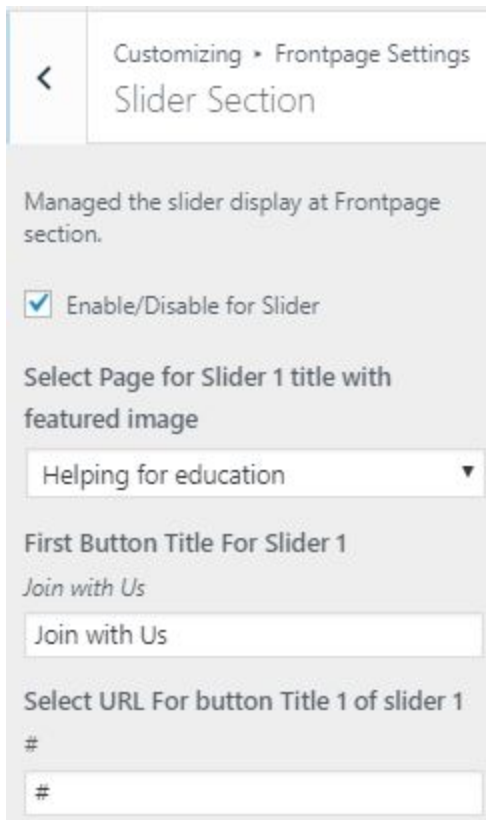 Customizing ▸ Frontpage Settings
Slider Section
Managed the slider display at Frontpage
section.
Enable/Disable for Slider
Select Page for Slider 1 title with
featured image
Helping for education
First Button Title For Slider 1
Join with Us
Join with Us
Select URL For button Title 1 of slider 1
#
#